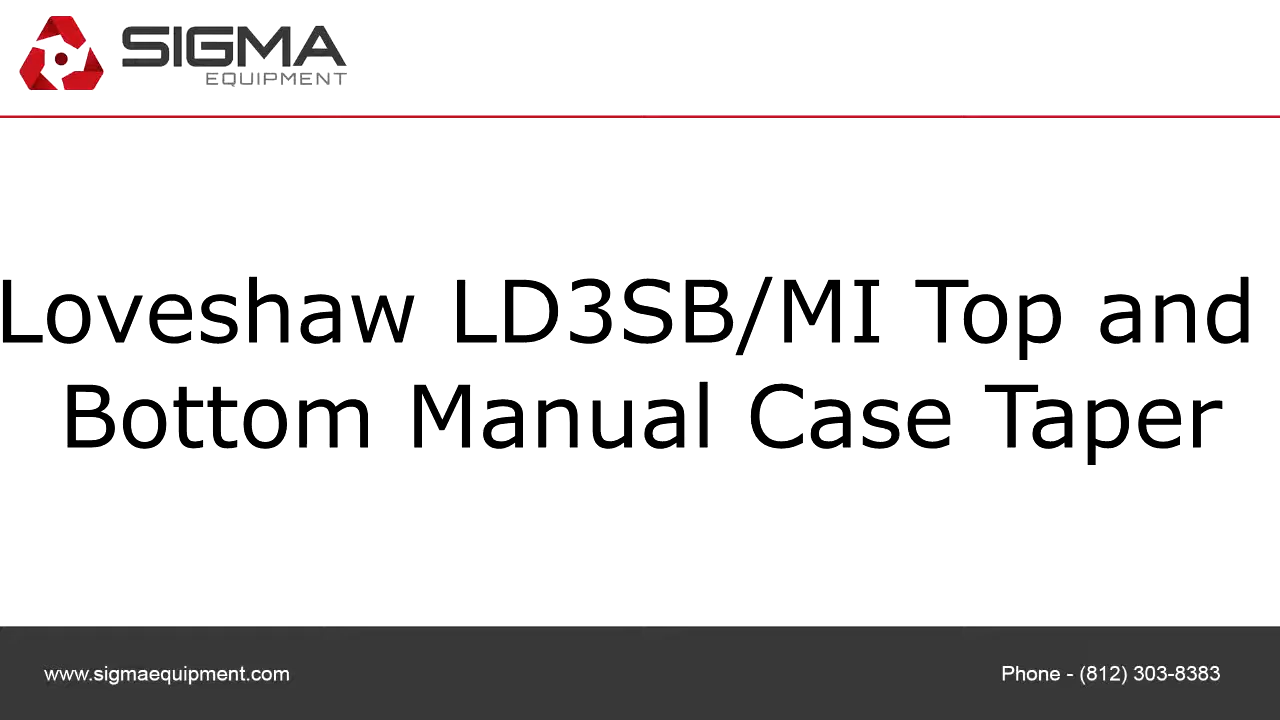 SIGMA
EQUIPMENT
Loveshaw LD3SB/MI Top and
Bottom Manual Case Taper
www.sigmaequipment.com
Phone - (812) 303-8383